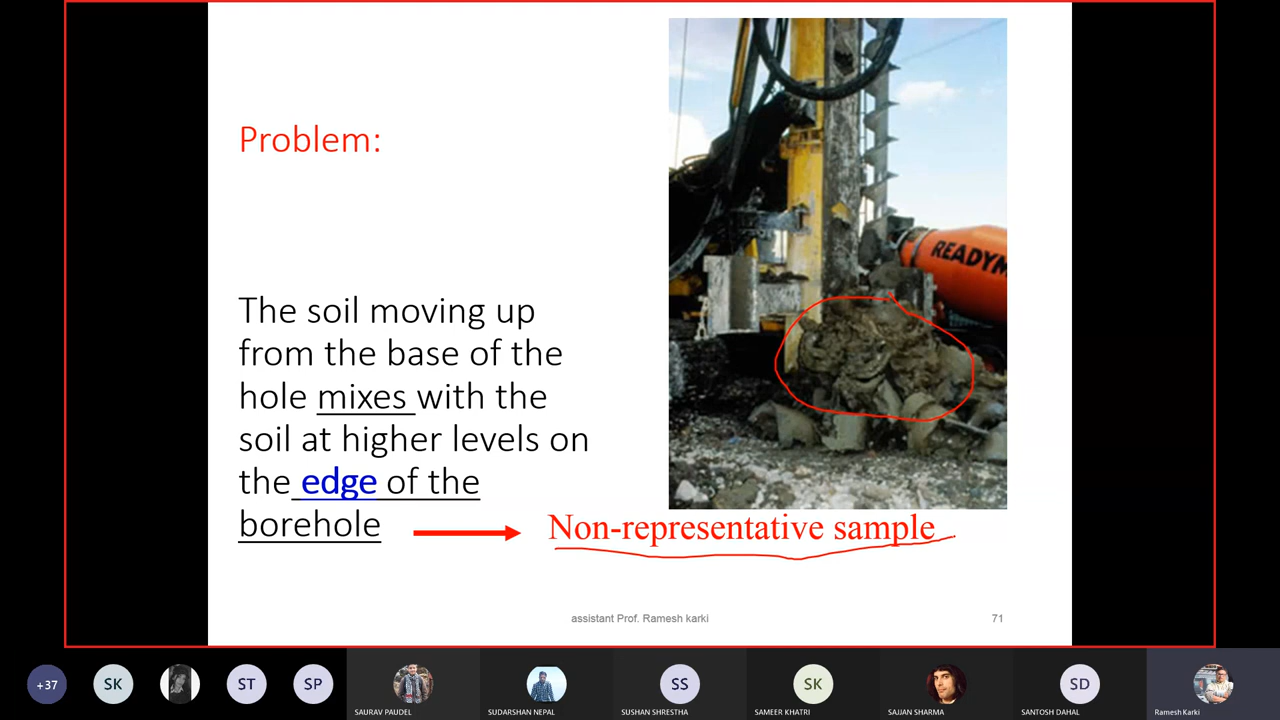 Problem:
READYM
The soil moving up
from the base of the
hole mixes with the
soil at higher levels on
the edge of the
borehole
Non-representative sample
assistant Prof. Ramesh karki
71
+37
SK
ST
SP
SAURAV PAUDEL
SUDARSHAN NEPAL
SS
SUSHAN SHRESTHA
SK
SAMEER KHATRI
SAJJAN SHARMA
SD
SANTOSH DAHAL
Ramesh Karki